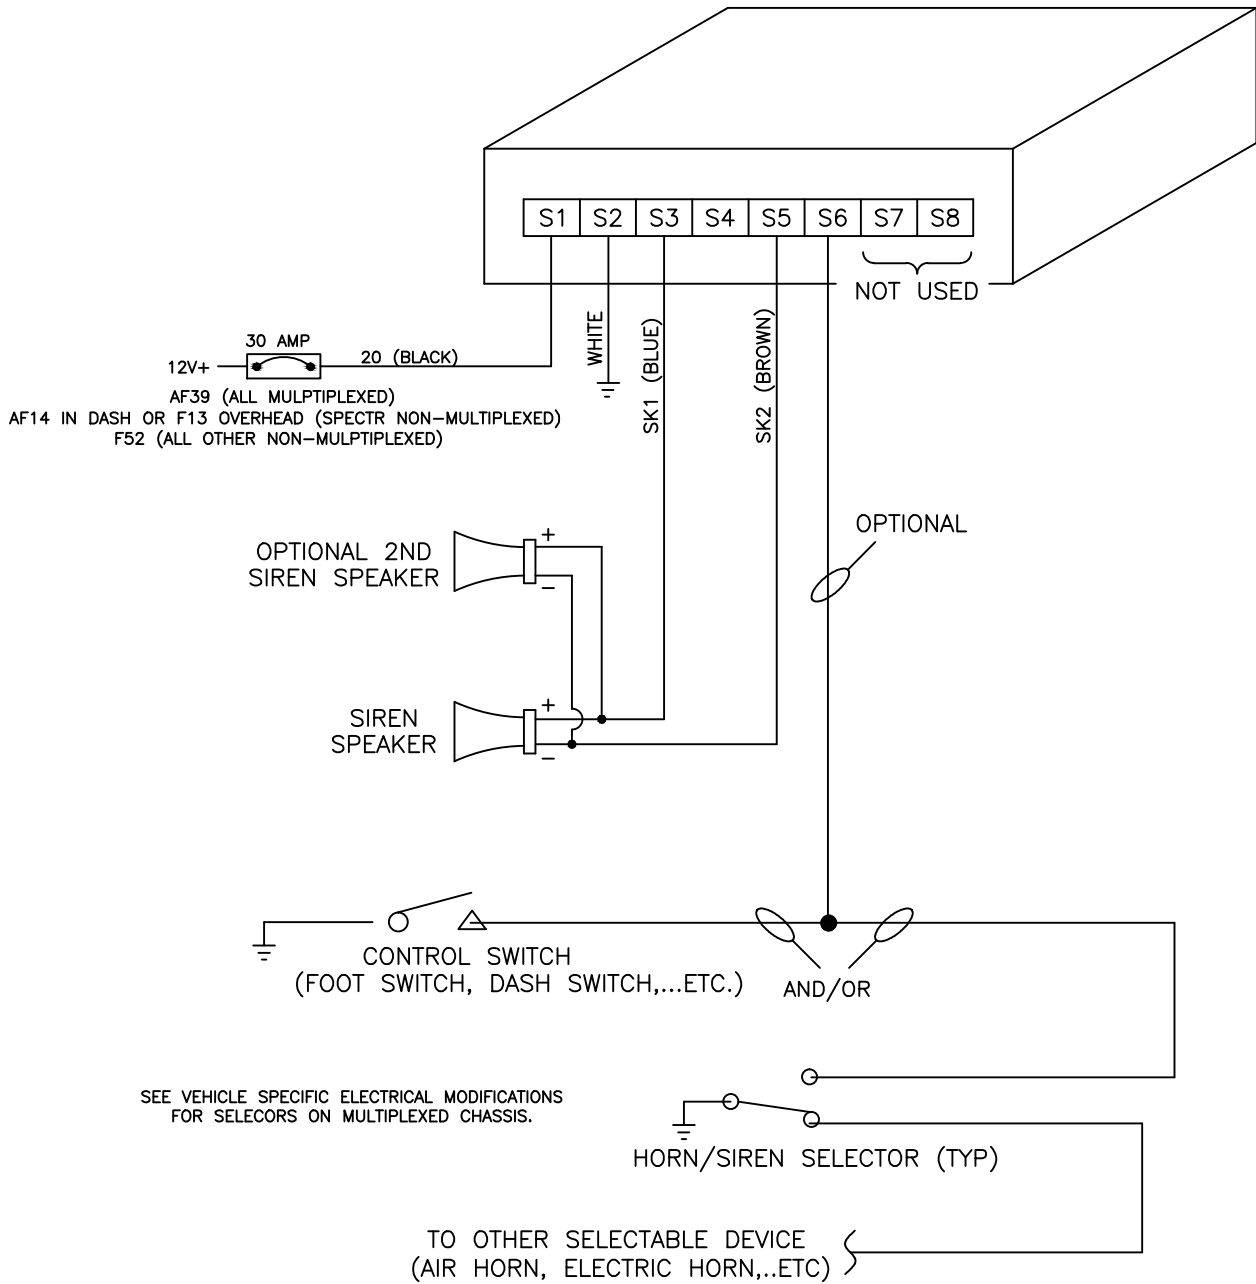 S1 S2 S3 S4 S5 S6 S7 S8
NOT USED
30 AMP
12V+
20 (BLACK)
WHITE
SK1 (BLUE)
SK2 (BROWN)
AF39 (ALL MULPTIPLEXED)
AF14 IN DASH OR F13 OVERHEAD (SPECTR NON-MULTIPLEXED)
F52 (ALL OTHER NON-MULPTIPLEXED)
OPTIONAL
OPTIONAL 2ND
SIREN SPEAKER
+
-
SIREN
SPEAKER
+
-
CONTROL SWITCH
(FOOT SWITCH, DASH SWITCH,...ETC.)
AND/OR
SEE VEHICLE SPECIFIC ELECTRICAL MODIFICATIONS
FOR SELECORS ON MULTIPLEXED CHASSIS.
HORN/SIREN SELECTOR (TYP)
TO OTHER SELECTABLE DEVICE
(AIR HORN, ELECTRIC HORN,..ETC)